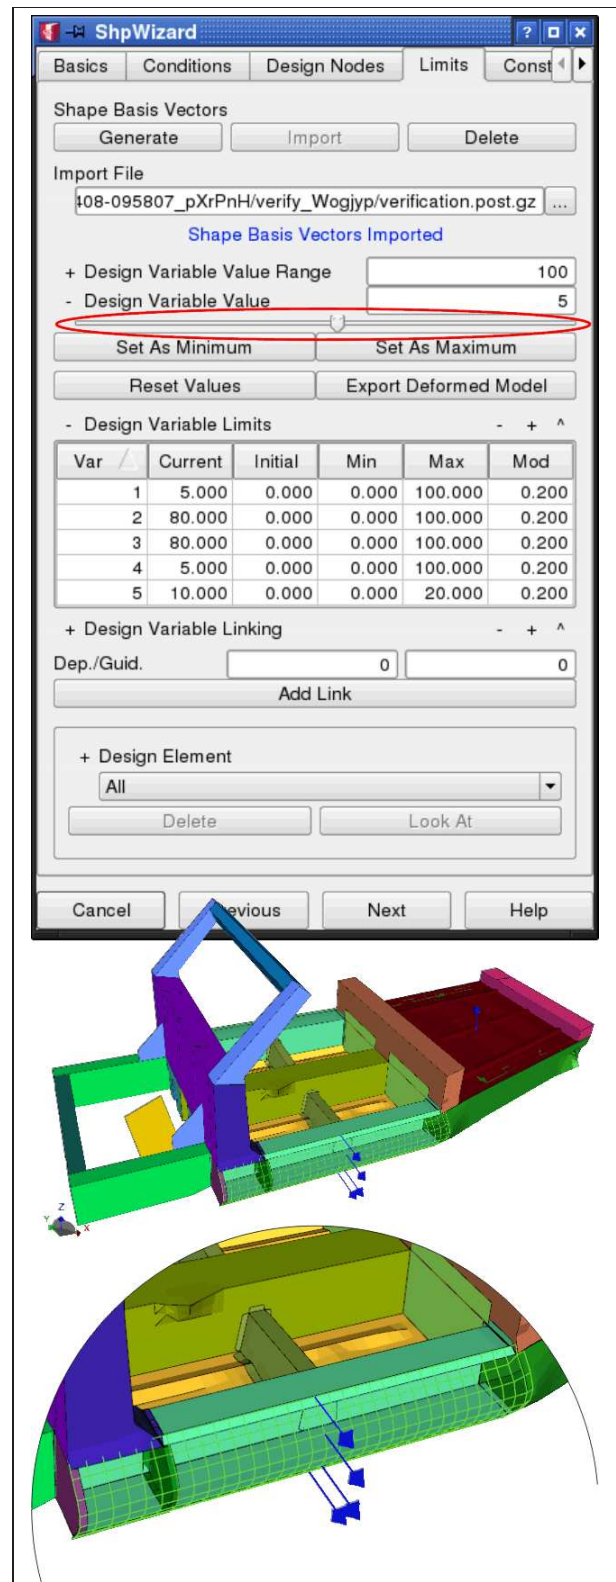 ShpWizard ?
Basics Conditions Design Nodes Limits Const
Shape Basis Vectors
Generate Import Delete
Import File
408-095807_pXrPnH/verify_Wogjyp/verification.post.gz ...
Shape Basis Vectors Imported
+ Design Variable Value Range 100
- Design Variable Value 5
Set As Minimum Set As Maximum
Reset Values Export Deformed Model
- Design Variable Limits - + ^
Var Current Initial Min Max Mod
1 5.000 0.000 0.000 100.000 0.200
2 80.000 0.000 0.000 100.000 0.200
3 80.000 0.000 0.000 100.000 0.200
4 5.000 0.000 0.000 100.000 0.200
5 10.000 0.000 0.000 20.000 0.200
+ Design Variable Linking - + ^
Dep./Guid. 0 0
Add Link
+ Design Element
All
Delete Look At
Cancel evious Next Help
Z
Y X